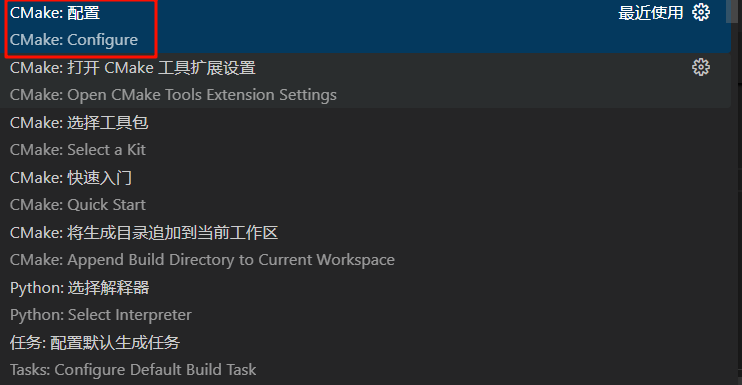 CMake: 配置 最近使用
CMake: Configure
CMake: 打开 CMake 工具扩展设置
CMake: Open CMake Tools Extension Settings
CMake: 选择工具包
CMake: Select a Kit
CMake: 快速入门
CMake: Quick Start
CMake: 将生成目录追加到当前工作区
CMake: Append Build Directory to Current Workspace
Python: 选择解释器
Python: Select Interpreter
任务: 配置默认生成任务
Tasks: Configure Default Build Task